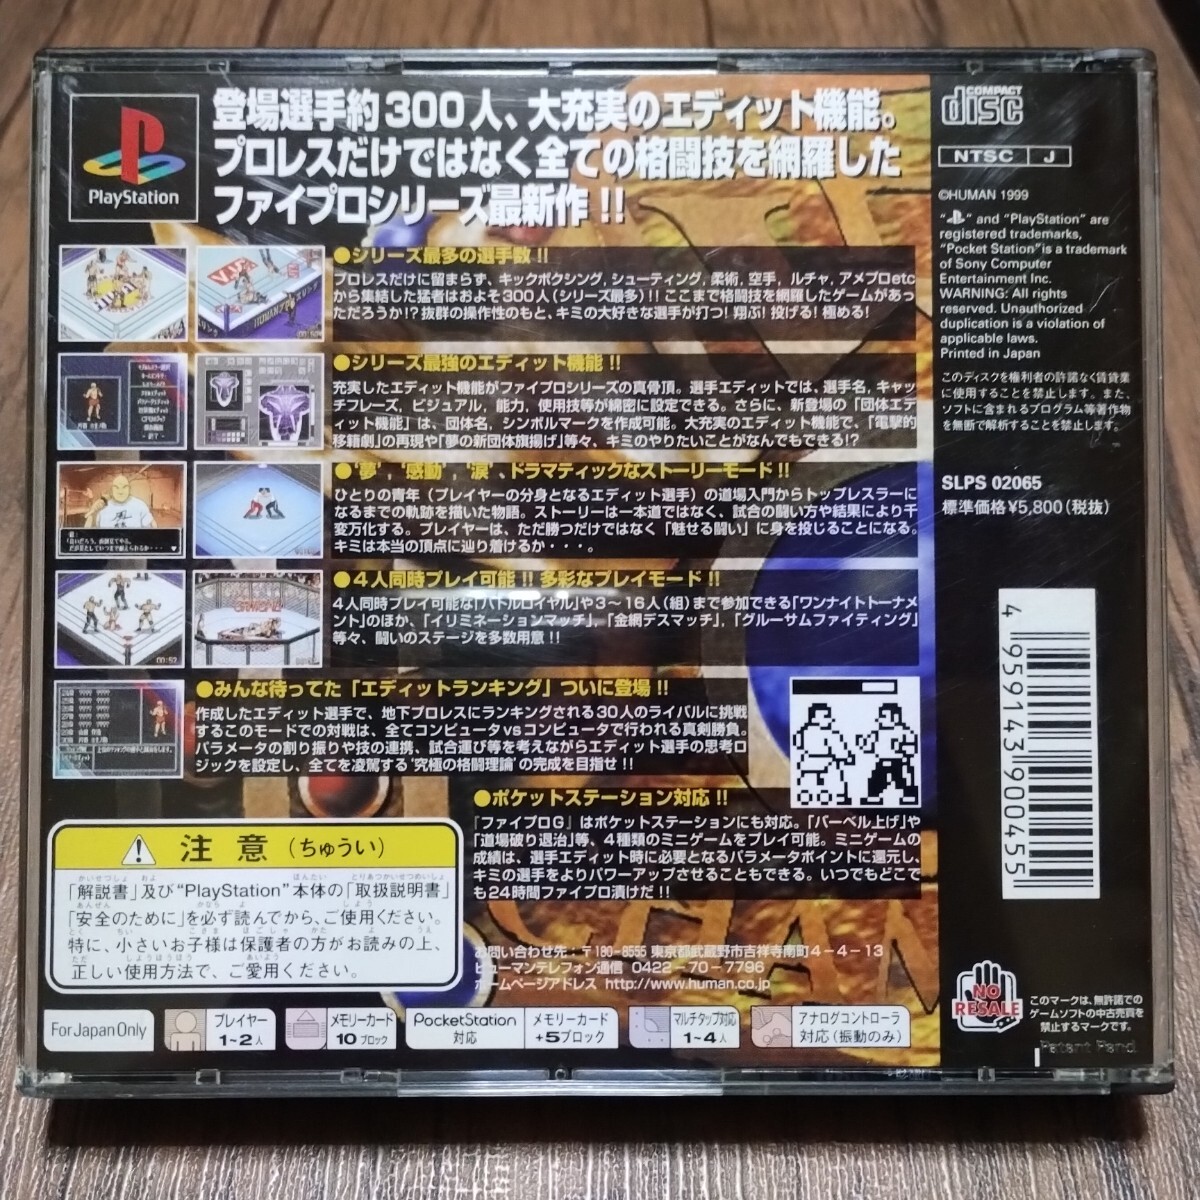 PlayStation
登場選手約300人、大充実のエディット機能。
プロレスだけではなく全ての格闘技を網羅した
ファイプロシリーズ最新作!!
●シリーズ最多の選手数!!
プロレスだけに留まらず、キックボクシング,シューティング,柔術,空手,ルチャ,アメプロetc
から集結した猛者はおよそ300人(シリーズ最多)!! ここまで格闘技を網羅したゲームがあっ
ただろうか!? 抜群の操作性のもと、キミの大好きな選手が打つ! 翔ぶ! 投げる! 極める!
●シリーズ最強のエディット機能!!
充実したエディット機能がファイプロシリーズの真骨頂。選手エディットでは、選手名,キャッ
チフレーズ,ビジュアル,能力,使用技等が綿密に設定できる。さらに、新登場の「団体エデ
ィット機能」は、団体名,シンボルマークを作成可能。大充実のエディット機能で、「電撃的
移籍劇」の再現や「夢の新団体旗揚げ」等々、キミのやりたいことがなんでもできる!?
●'夢','感動','涙'、ドラマティックなストーリーモード!!
ひとりの青年(プレイヤーの分身となるエディット選手)の道場入門からトップレスラーに
なるまでの軌跡を描いた物語。ストーリーは一本道ではなく、試合の闘い方や結果により千
変万化する。プレイヤーは、ただ勝つだけではなく「魅せる闘い」に身を投じることになる。
キミは本当の頂点に辿り着けるか・・・。
●4人同時プレイ可能!! 多彩なプレイモード!!
4人同時プレイ可能な「バトルロイヤル」や3〜16人(組)まで参加できる「ワンナイトトーナメ
ント」のほか、「イリミネーションマッチ」,「金網デスマッチ」,「グルーサムファイティング」
等々、闘いのステージを多数用意!!
00:52
●みんな待ってた「エディットランキング」ついに登場!!
作成したエディット選手で、地下プロレスにランキングされる30人のライバルに挑戦
するこのモードでの対戦は、全てコンピュータvsコンピュータで行われる真剣勝負。
パラメータの割り振りや技の連携、試合運び等を考えながらエディット選手の思考ロ
ジックを設定し、全てを凌駕する'究極の格闘理論'の完成を目指せ!!
●ポケットステーション対応!!
「ファイプロG」はポケットステーションにも対応。「バーベル上げ」や
「道場破り退治」等、4種類のミニゲームをプレイ可能。ミニゲームの
成績は、選手エディット時に必要となるパラメータポイントに還元し、
キミの選手をよりパワーアップさせることもできる。いつでもどこで
も24時間ファイプロ漬けだ!!
注意(ちゅうい)
「解説書」及び“PlayStation”本体の「取扱説明書」
「安全のために」を必ず読んでから、ご使用ください。
特に、小さいお子様は保護者の方がお読みの上、
正しい使用方法で、ご愛用ください。
お問い合わせ先:〒180-8555 東京都武蔵野市吉祥寺南町4-4-13
ヒューマンテレフォン通信 0422-70-7796
ホームページアドレス http://www.human.co.jp
For Japan Only
プレイヤー
1~2人
メモリーカード
10ブロック
PocketStation
対応
メモリーカード
+5ブロック
マルチタップ対応
1~4人
アナログコントローラ
対応(振動のみ)
COMPACT
disc
NTSC J
©HUMAN 1999
“ ” and “PlayStation” are
registered trademarks,
“Pocket Station” is a trademark
of Sony Computer
Entertainment Inc.
WARNING: All rights
reserved. Unauthorized
duplication is a violation of
applicable laws.
Printed in Japan
このディスクを権利者の許諾なく賃貸業
に使用することを禁止します。また、
ソフトに含まれるプログラム等著作物
を無断で解析することを禁止します。
SLPS 02065
標準価格¥5,800(税抜)
4 959143 900455
NO
RESALE
このマークは、無許諾での
ゲームソフトの中古売買を
禁止するマークです。
Patent Pend.